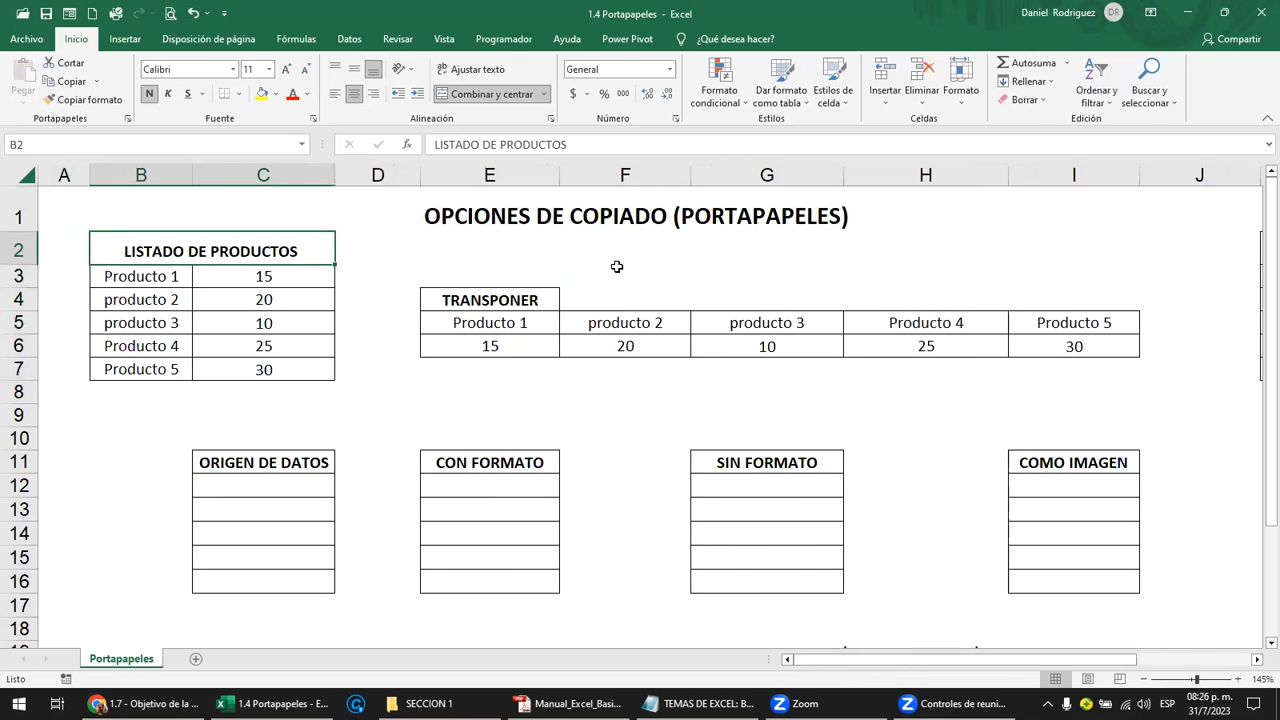 1.4 Portapapeles - Excel
Daniel Rodriguez DR
Archivo Inicio Insertar Disposición de página Fórmulas Datos Revisar Vista Programador Ayuda Power Pivot ¿Qué desea hacer? Compartir
Pegar
Cortar
Copiar
Copiar formato
Portapapeles
Calibri 11
N K S
Fuente
Ajustar texto
Combinar y centrar
Alineación
General
$ % 000
Número
Formato condicional
Dar formato como tabla
Estilos de celda
Estilos
Insertar Eliminar Formato
Celdas
Autosuma
Rellenar
Borrar
Ordenar y filtrar
Buscar y seleccionar
Edición
B2 fx LISTADO DE PRODUCTOS
A B C D E F G H I J
1 OPCIONES DE COPIADO (PORTAPAPELES)
2 LISTADO DE PRODUCTOS
3 Producto 1 15
4 producto 2 20 TRANSPONER
5 producto 3 10 Producto 1 producto 2 producto 3 Producto 4 Producto 5
6 Producto 4 25 15 20 10 25 30
7 Producto 5 30
8
9
10
11 ORIGEN DE DATOS CON FORMATO SIN FORMATO COMO IMAGEN
12
13
14
15
16
17
18
Portapapeles
Listo 145%
1.7 - Objetivo de la ... 1.4 Portapapeles - E... SECCION 1 Manual_Excel_Basi... TEMAS DE EXCEL: B... Zoom Controles de reuni... ESP 08:26 p. m.
31/7/2023